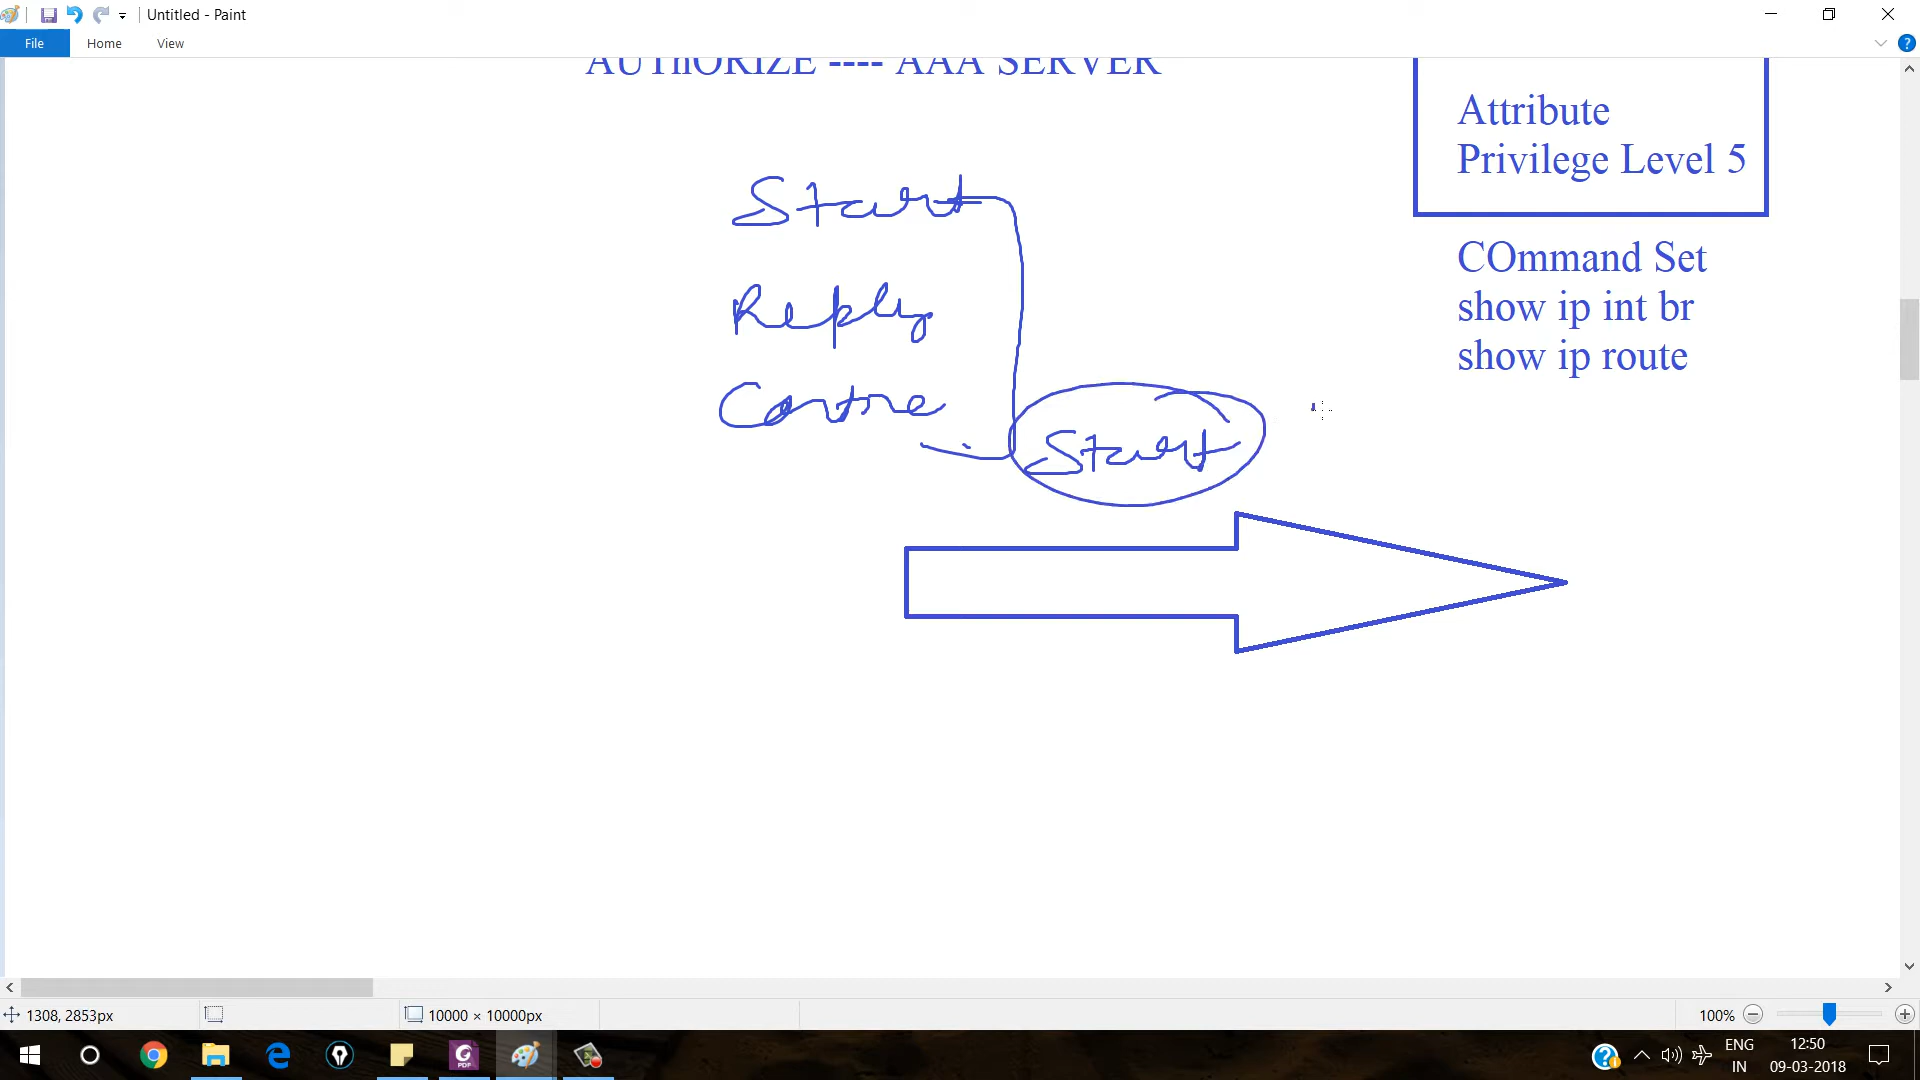 Untitled - Paint
File Home View
AUTHORIZE ---- AAA SERVER
Attribute
Privilege Level 5
COmmand Set
show ip int br
show ip route
Start
Reply
Start
1308, 2853px
10000 × 10000px
100%
ENG
IN
12:50
09-03-2018